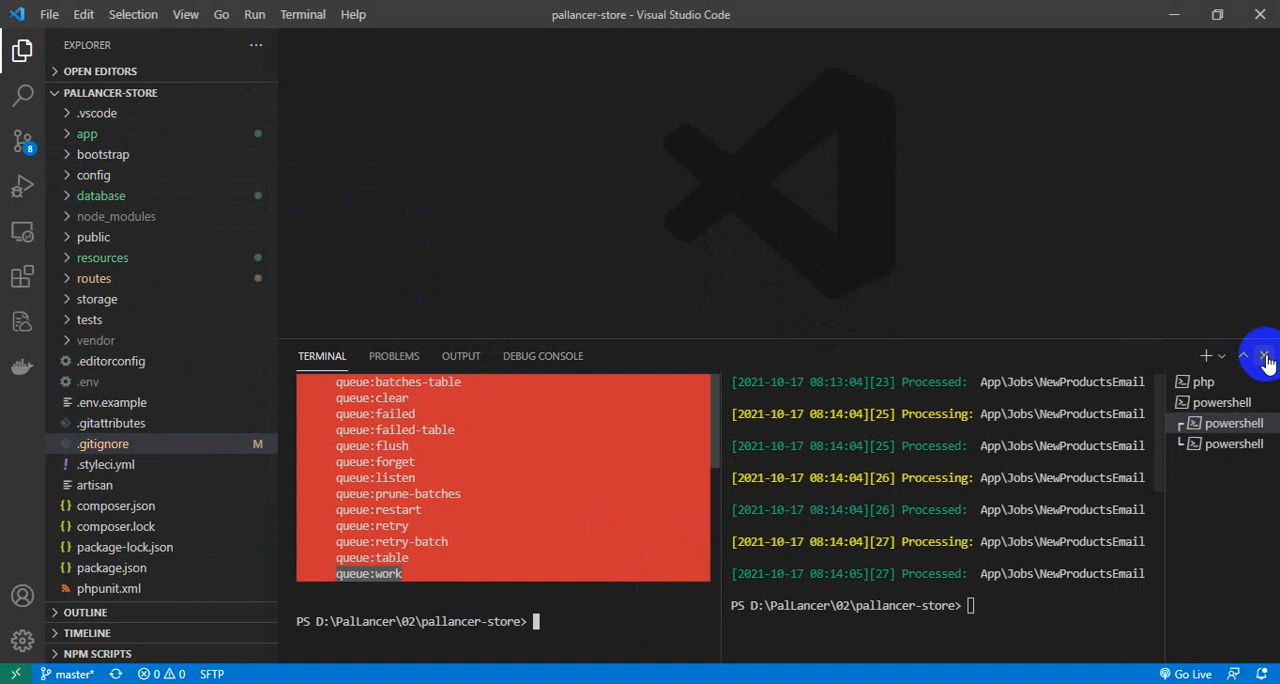 File Edit Selection View Go Run Terminal Help
pallancer-store - Visual Studio Code
EXPLORER
OPEN EDITORS
PALLANCER-STORE
.vscode
app
bootstrap
config
database
node_modules
public
resources
routes
storage
tests
vendor
.editorconfig
.env
.env.example
.gitattributes
.gitignore M
.styleci.yml
artisan
composer.json
composer.lock
package-lock.json
package.json
phpunit.xml
OUTLINE
TIMELINE
NPM SCRIPTS
8
TERMINAL PROBLEMS OUTPUT DEBUG CONSOLE
queue:batches-table
queue:clear
queue:failed
queue:failed-table
queue:flush
queue:forget
queue:listen
queue:prune-batches
queue:restart
queue:retry
queue:retry-batch
queue:table
queue:work
PS D:\PalLancer\02\pallancer-store>
[2021-10-17 08:13:04][23] Processed: App\Jobs\NewProductsEmail
[2021-10-17 08:14:04][25] Processing: App\Jobs\NewProductsEmail
[2021-10-17 08:14:04][25] Processed: App\Jobs\NewProductsEmail
[2021-10-17 08:14:04][26] Processing: App\Jobs\NewProductsEmail
[2021-10-17 08:14:04][26] Processed: App\Jobs\NewProductsEmail
[2021-10-17 08:14:04][27] Processing: App\Jobs\NewProductsEmail
[2021-10-17 08:14:05][27] Processed: App\Jobs\NewProductsEmail
PS D:\PalLancer\02\pallancer-store>
php
powershell
powershell
powershell
master* 0 0 SFTP
Go Live